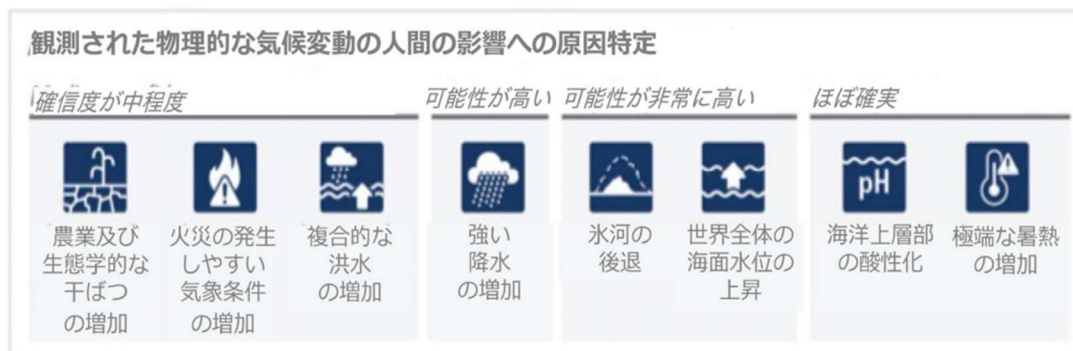 観測された物理的な気候変動の人間の影響への原因特定
確信度が中程度
可能性が高い
可能性が非常に高い
ほぼ確実
農業及び
生態学的な
干ばつ
の増加
火災の発生
しやすい
気象条件
の増加
複合的な
洪水
の増加
強い
降水
の増加
氷河の
後退
世界全体の
海面水位の
上昇
pH
海洋上層部
の酸性化
極端な暑熱
の増加